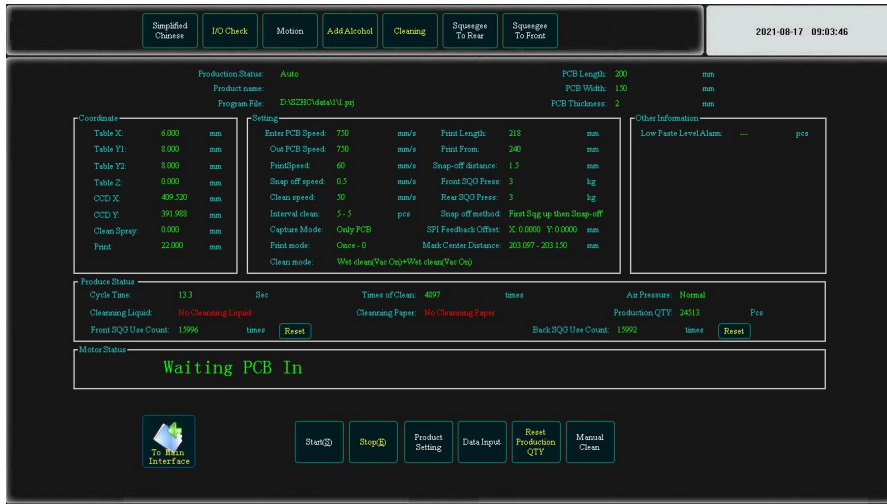 Simplified Chinese I/O Check Motion Add Alcohol Cleaning Squeegee To Rear Squeegee To Front 2021-08-17 09:03:46
Production Status: Auto PCB Length: 200 mm
Product name: PCB Width: 150 mm
Program File: D:\SZHC\data\1\1.prj PCB Thickness: 2 mm
Coordinate Setting Other Information
Table X: 6.000 mm Enter PCB Speed: 750 mm/s Print Length: 218 mm Low Paste Level Alarm: --- pcs
Table Y1: 8.000 mm Out PCB Speed: 750 mm/s Print From: 240 mm
Table Y2: 8.000 mm PrintSpeed: 60 mm/s Snap-off distance: 1.5 mm
Table Z: 0.000 mm Snap off speed: 0.5 mm/s Front SQG Press: 3 kg
CCD X: 409.520 mm Clean speed: 50 mm/s Rear SQG Press: 3 kg
CCD Y: 391.988 mm Interval clean: 5 - 5 pcs Snap off method: First Sqg up then Snap-off
Clean Spray: 0.000 mm Capture Mode: Only PCB SPI Feedback Offset: X: 0.0000 Y: 0.0000 mm
Print: 22.000 mm Print mode: Once - 0 Mark Center Distance: 203.097 - 203.150 mm
Clean mode: Wet clean(Vac On)+Wet clean(Vac On)
Produce Status
Cycle Time: 13.3 Sec Times of Clean: 4897 times Air Pressure: Normal
Cleanning Liquid: No Cleanning Liquid Cleanning Paper: No Cleanning Paper Production QTY: 24513 Pcs
Front SQG Use Count: 15996 times Reset Back SQG Use Count: 15992 times Reset
Motor Status
Waiting PCB In
To Main Interface Start(S) Stop(E) Product Setting Data Input Reset Production QTY Manual Clean